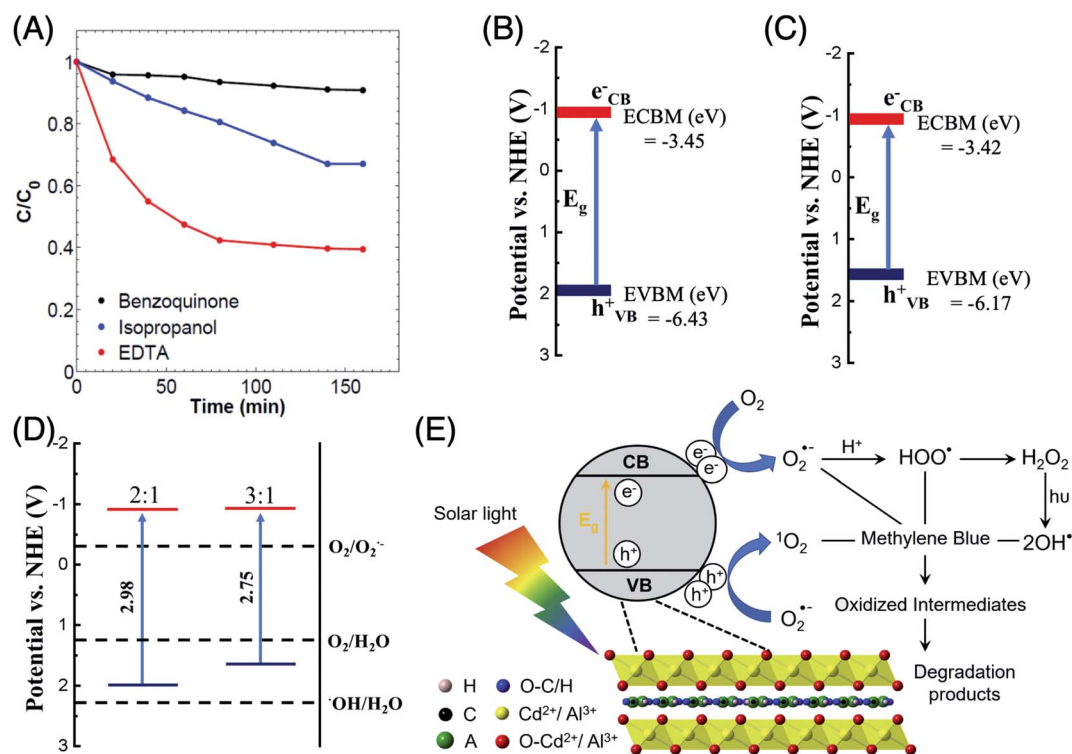 (A)
1
0.8
0.6
0.4
0.2
0
C/C₀
0
50
100
150
Time (min)
Benzoquinone
Isopropanol
EDTA
(B)
-2
-1
0
1
2
3
Potential vs. NHE (V)
e⁻CB
ECBM (eV)
= -3.45
Eg
EVBM (eV)
= -6.43
h⁺VB
(C)
-2
-1
0
1
2
3
Potential vs. NHE (V)
e⁻CB
ECBM (eV)
= -3.42
Eg
EVBM (eV)
= -6.17
h⁺VB
(D)
-2
-1
0
1
2
3
Potential vs. NHE (V)
2:1
3:1
2.98
2.75
O₂/O₂·⁻
O₂/H₂O
·OH/H₂O
(E)
Solar light
CB
e⁻
Eg
h⁺
VB
e⁻
e⁻
h⁺
h⁺
O₂
O₂•⁻
H⁺
HOO•
H₂O₂
hυ
¹O₂
Methylene Blue
2OH•
O₂•⁻
Oxidized Intermediates
Degradation
products
H
O-C/H
C
Cd²⁺/ Al³⁺
A
O-Cd²⁺/ Al³⁺